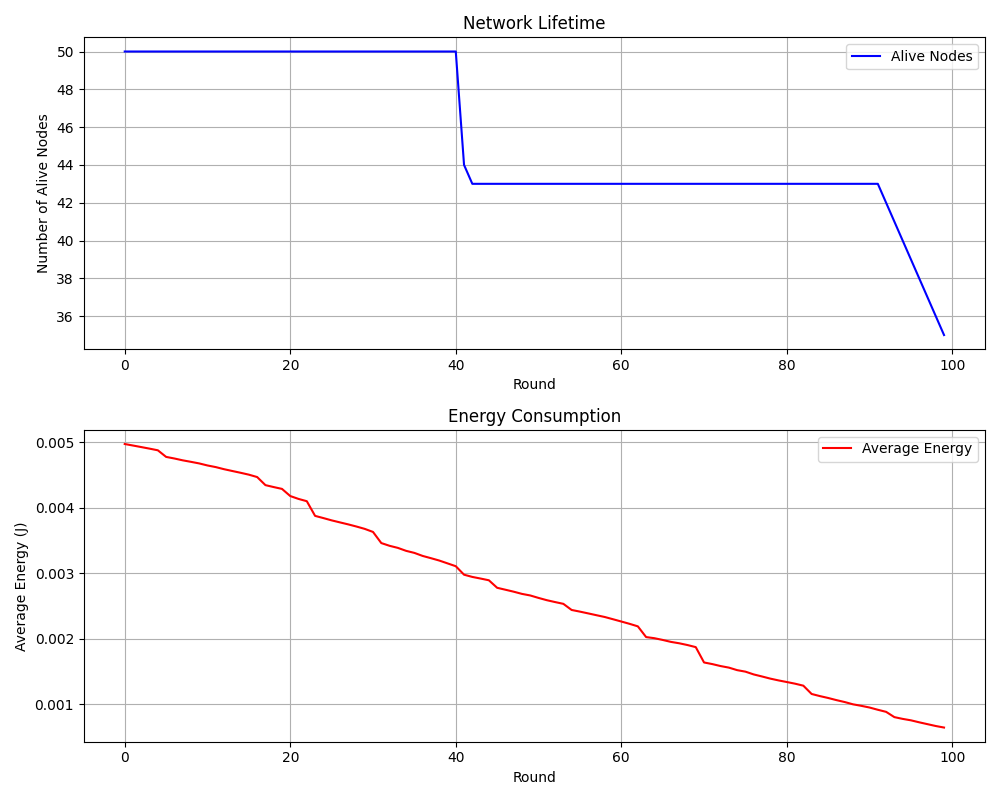 Network Lifetime
Number of Alive Nodes
50
48
46
44
42
40
38
36
Alive Nodes
0 20 40 60 80 100
Round
Energy Consumption
Average Energy (J)
0.005
0.004
0.003
0.002
0.001
Average Energy
0 20 40 60 80 100
Round